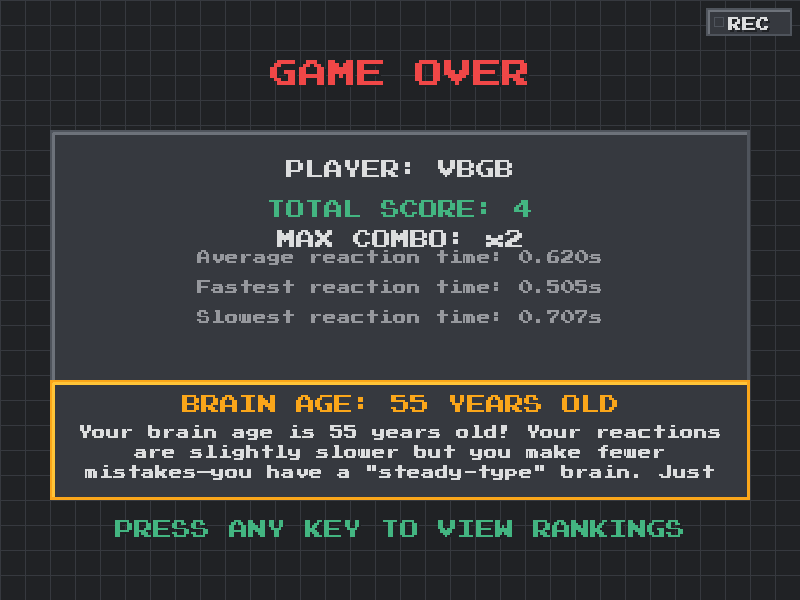 REC
GAME OVER
PLAYER: VBGB
TOTAL SCORE: 4
MAX COMBO: x2
Average reaction time: 0.620s
Fastest reaction time: 0.505s
Slowest reaction time: 0.707s
BRAIN AGE: 55 YEARS OLD
Your brain age is 55 years old! Your reactions
are slightly slower but you make fewer
mistakes—you have a "steady-type" brain. Just
PRESS ANY KEY TO VIEW RANKINGS